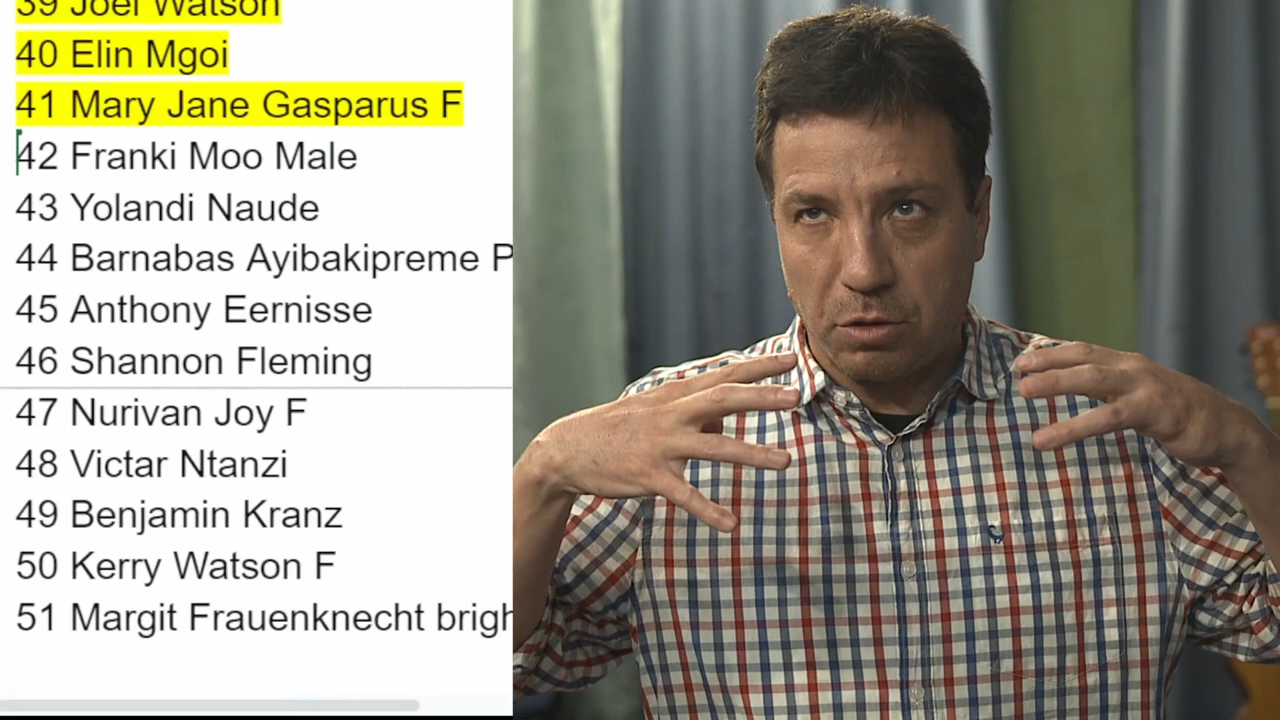 39 Joel Watson
40 Elin Mgoi
41 Mary Jane Gasparus F
42 Franki Moo Male
43 Yolandi Naude
44 Barnabas Ayibakipreme P
45 Anthony Eernisse
46 Shannon Fleming
47 Nurivan Joy F
48 Victar Ntanzi
49 Benjamin Kranz
50 Kerry Watson F
51 Margit Frauenknecht brigh